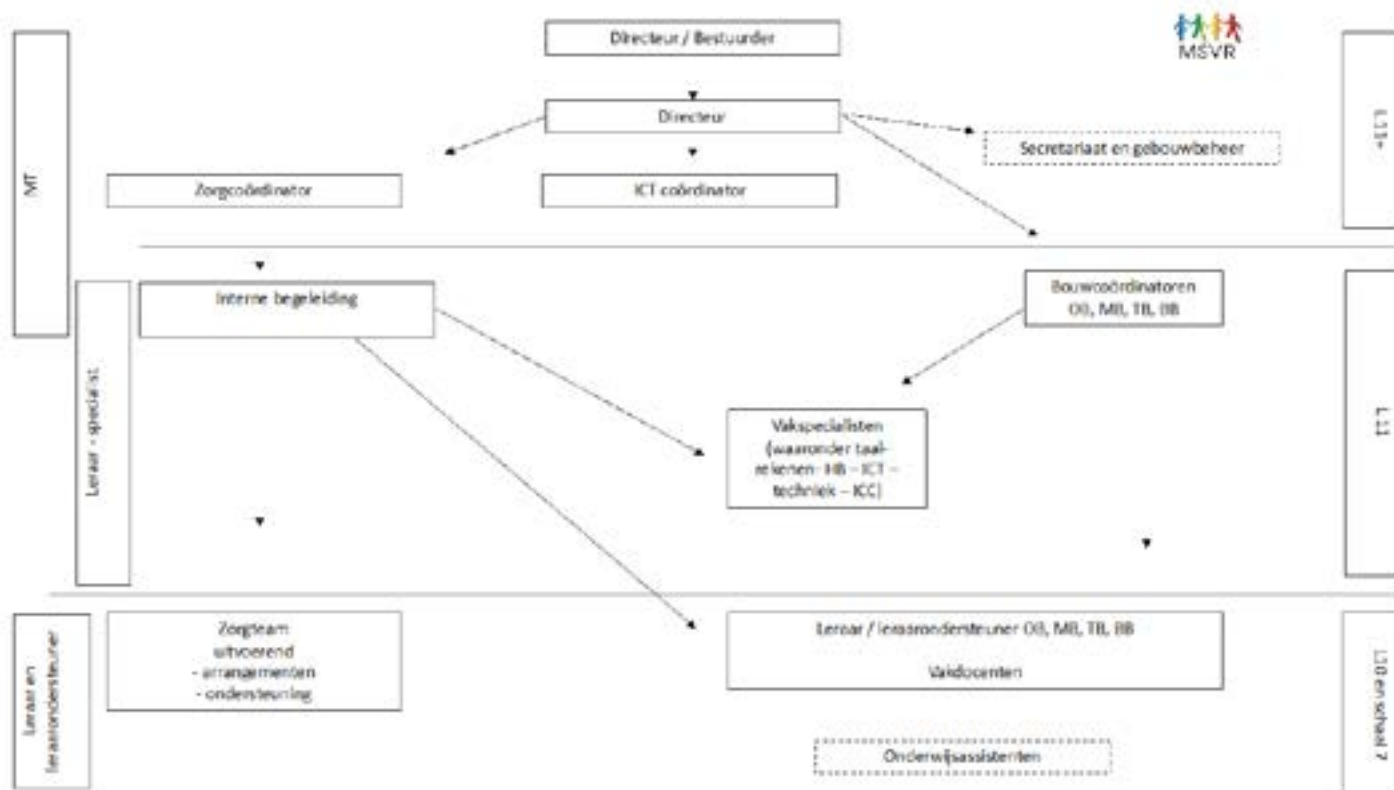 MSVR
Directeur / Bestuurder
Directeur
Secretariaat en gebouwbeheer
Zorgcoördinator
ICT coördinator
MT
L11+
Interne begeleiding
Bouwcoördinatoren
OB, MB, TB, BB
Leraar - specialist
Vakspecialisten
(waaronder taal-
rekenen- HB – ICT –
techniek – ICC)
L11
Leraar en
leraarondersteuner
Zorgteam
uitvoerend
- arrangementen
- ondersteuning
Leraar / leraarondersteuner OB, MB, TB, BB
Vakdocenten
Onderwijsassistenten
L10 en schaal 7